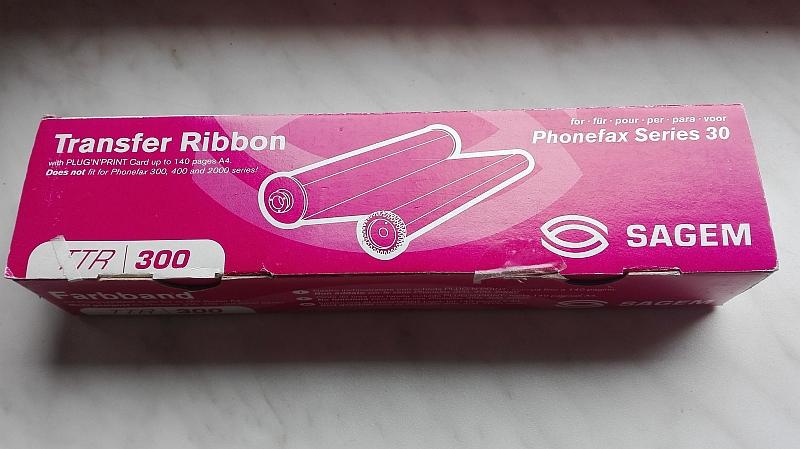 Transfer Ribbon
with PLUG'N'PRINT Card up to 140 pages A4.
Does not fit for Phonefax 300, 400 and 2000 series!
for · für · pour · per · para · voor
Phonefax Series 30
SAGEM
TTR 300
Farbband
TTR 300
SAGEM